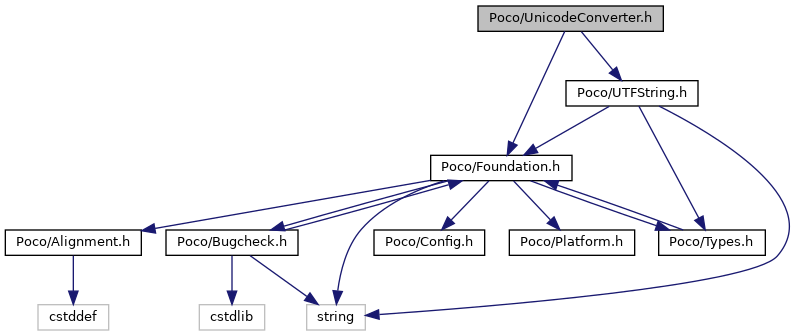 Poco/UnicodeConverter.h
Poco/UTFString.h
Poco/Foundation.h
Poco/Alignment.h
Poco/Bugcheck.h
Poco/Config.h
Poco/Platform.h
Poco/Types.h
cstddef
cstdlib
string